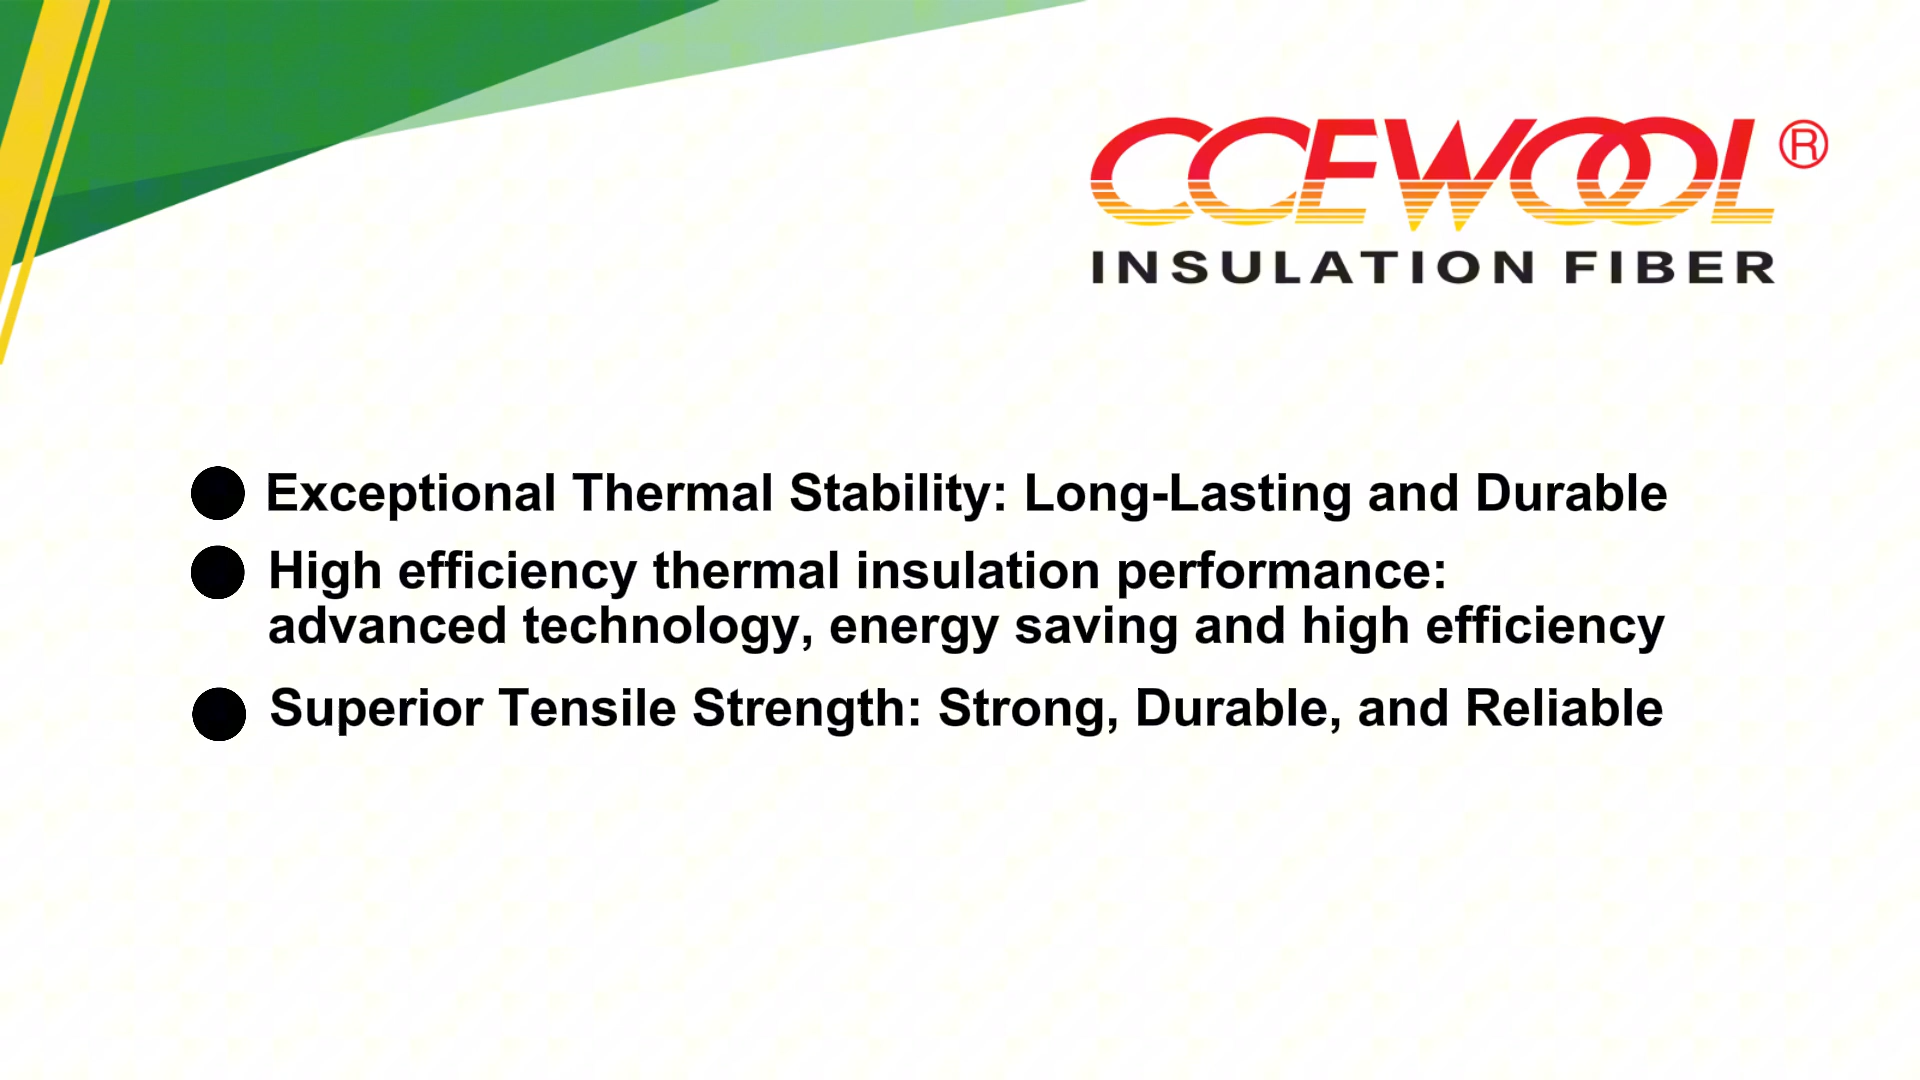 CCEWOOL®
INSULATION FIBER
Exceptional Thermal Stability: Long-Lasting and Durable
High efficiency thermal insulation performance:
advanced technology, energy saving and high efficiency
Superior Tensile Strength: Strong, Durable, and Reliable